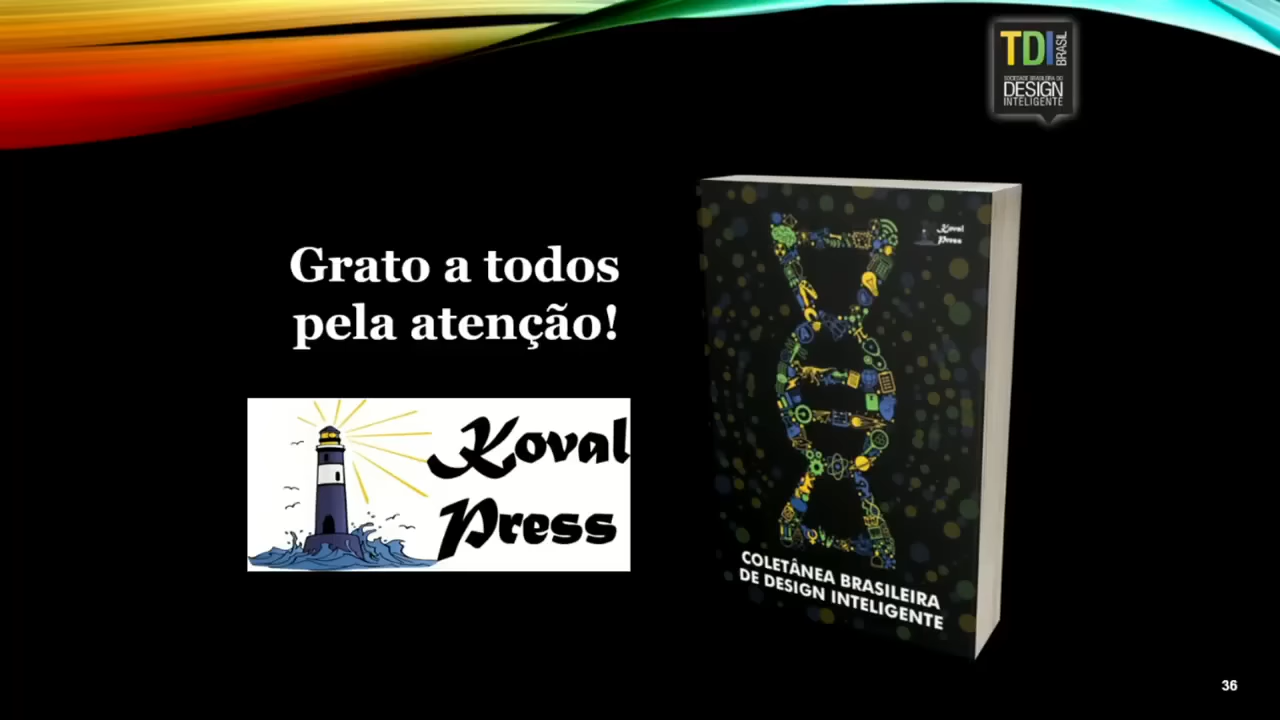 TDI
BRASIL
SOCIEDADE BRASILEIRA DO
DESIGN
INTELIGENTE
Grato a todos
pela atenção!
Koval
Press
Koval
Press
COLETÂNEA BRASILEIRA
DE DESIGN INTELIGENTE
36